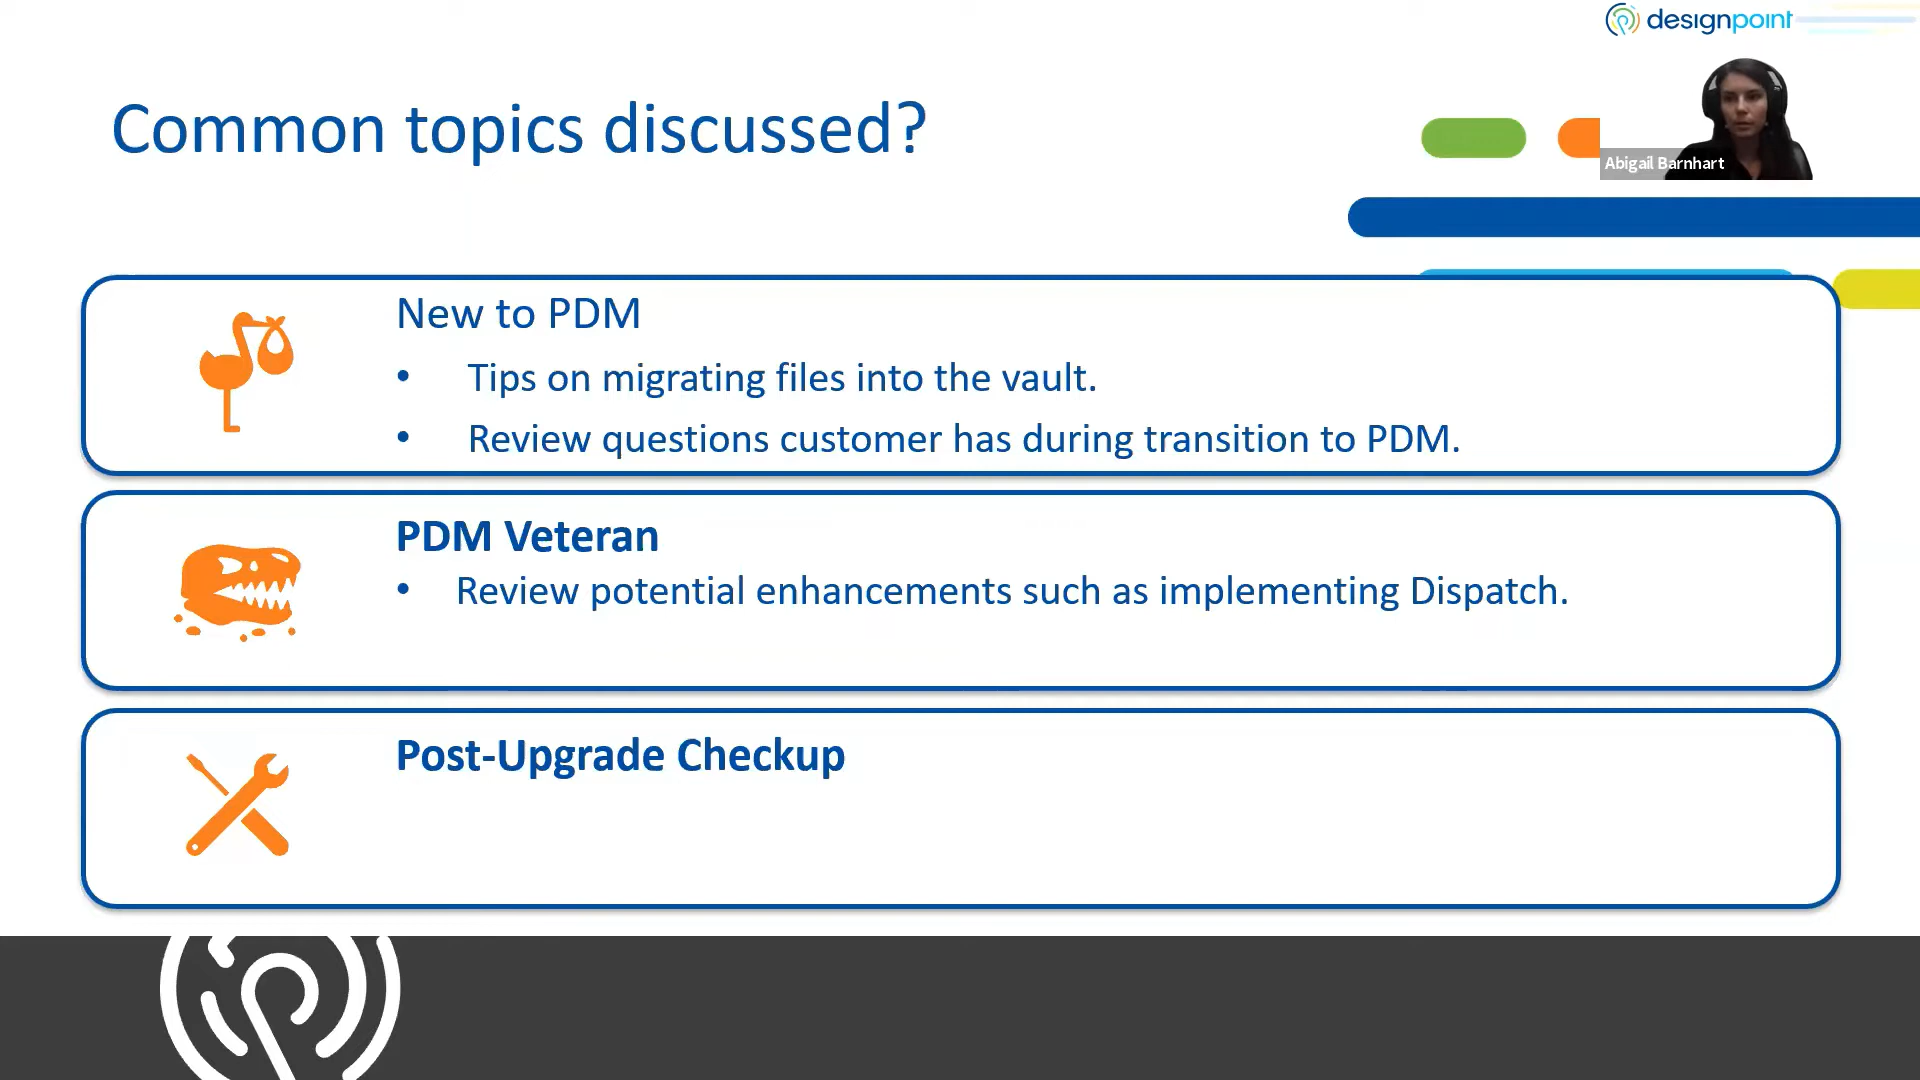 designpoint
Common topics discussed?
Abigail Barnhart
New to PDM
• Tips on migrating files into the vault.
• Review questions customer has during transition to PDM.
PDM Veteran
• Review potential enhancements such as implementing Dispatch.
Post-Upgrade Checkup